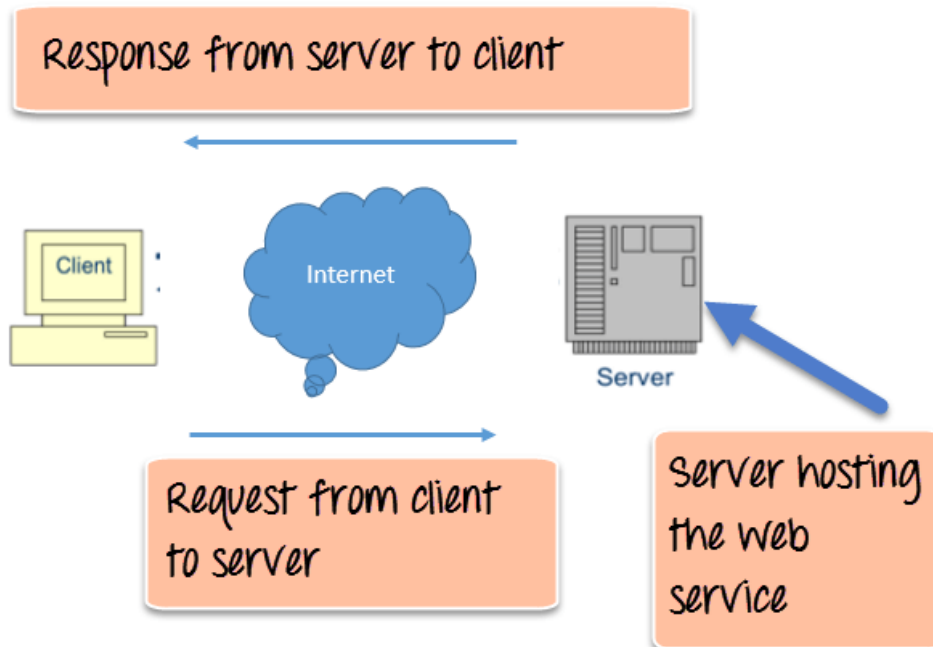 Response from server to client
Client
Internet
Server
Request from client
to server
Server hosting
the web
service